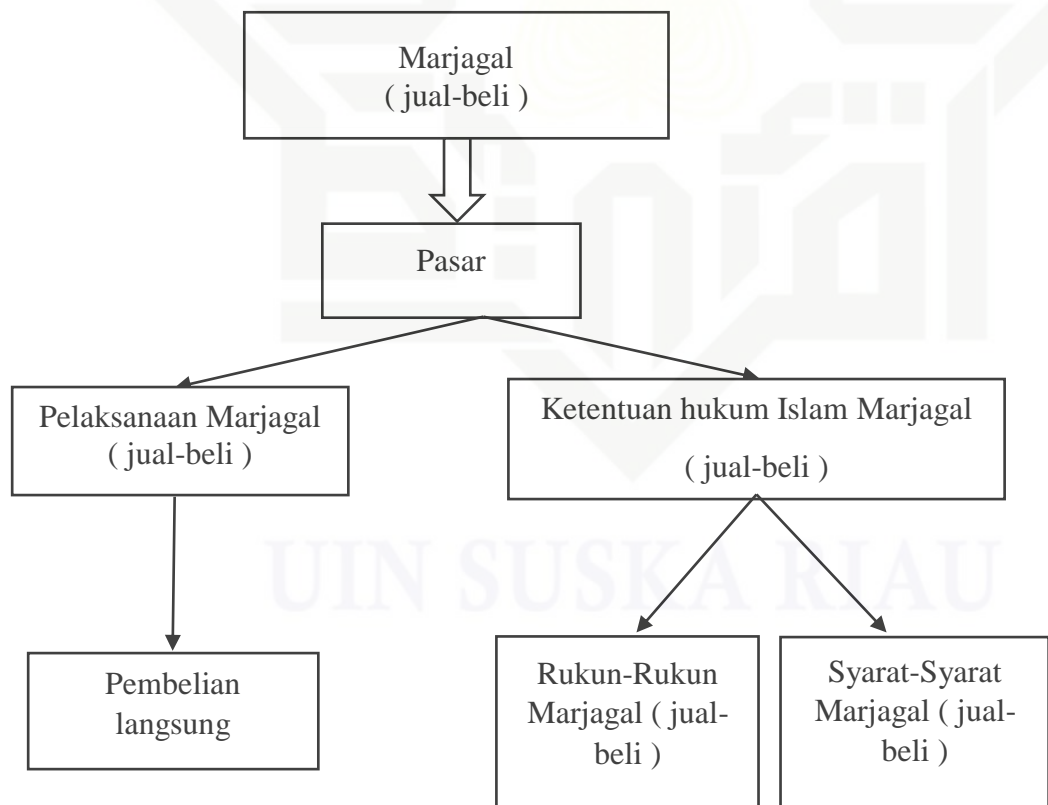 Marjagal
( jual-beli )
Pasar
Pelaksanaan Marjagal
( jual-beli )
Ketentuan hukum Islam Marjagal
( jual-beli )
Pembelian
langsung
Rukun-Rukun
Marjagal ( jual-
beli )
Syarat-Syarat
Marjagal ( jual-
beli )
UIN SUSKA RIAU